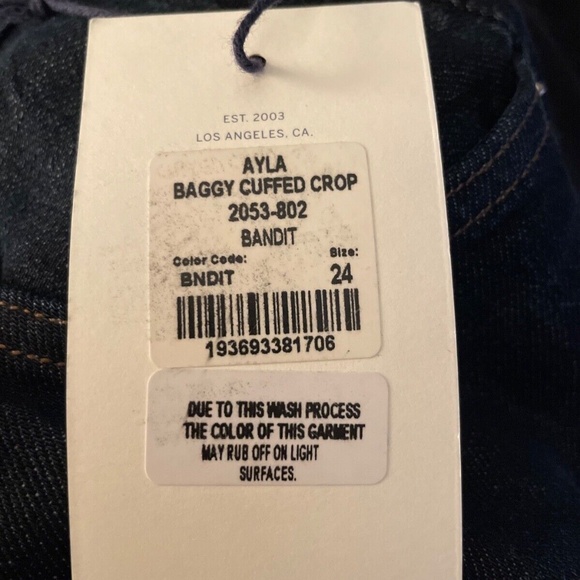 EST. 2003
LOS ANGELES, CA.
AYLA
BAGGY CUFFED CROP
2053-802
BANDIT
Color Code: Size:
BNDIT 24
193693381706
DUE TO THIS WASH PROCESS
THE COLOR OF THIS GARMENT
MAY RUB OFF ON LIGHT
SURFACES.